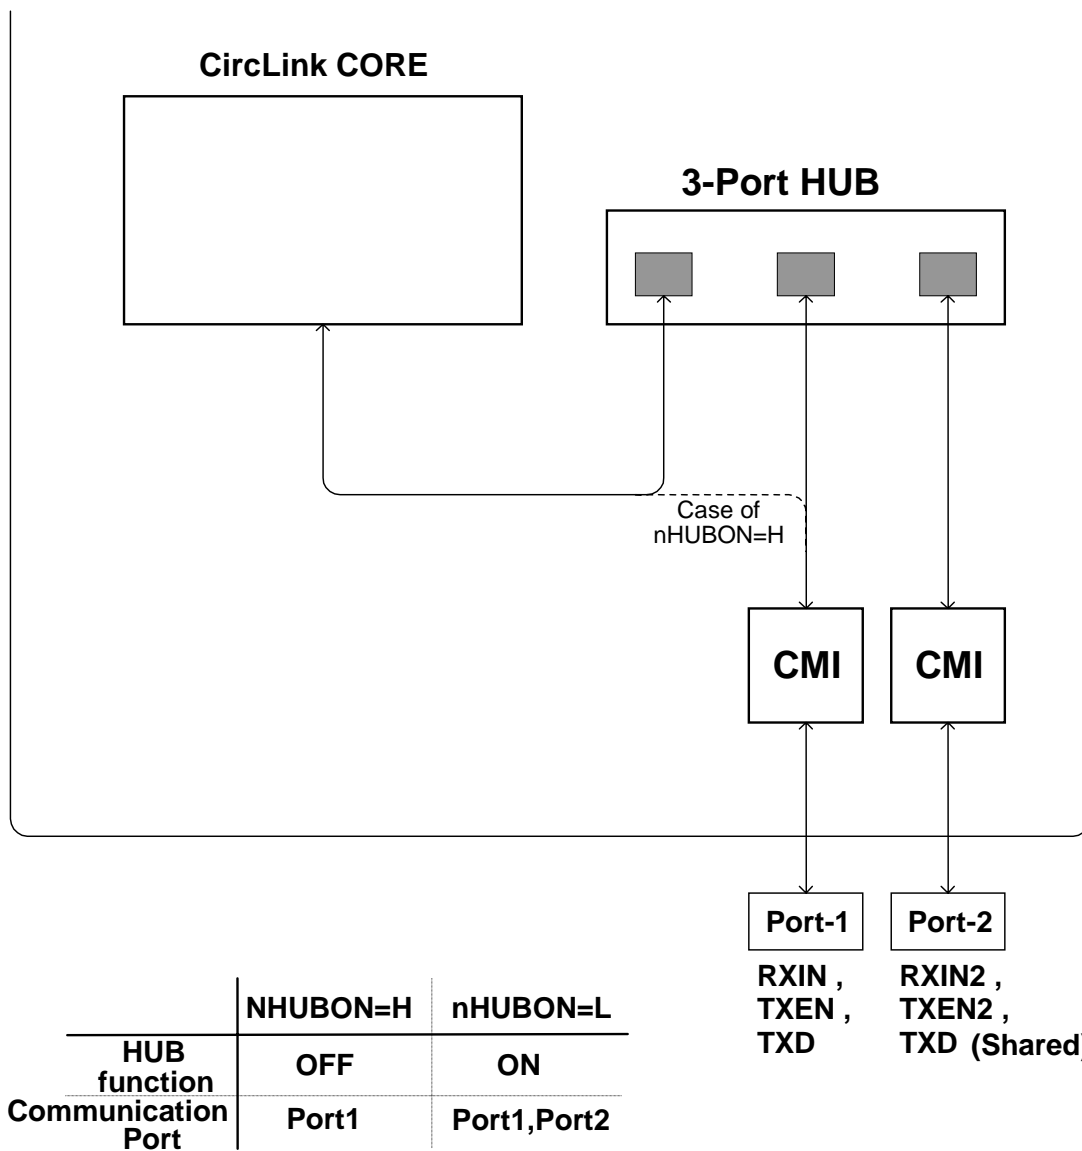 CircLink CORE
3-Port HUB
Case of
nHUBON=H
CMI
CMI
Port-1
Port-2
RXIN ,
TXEN ,
TXD
RXIN2 ,
TXEN2 ,
TXD (Shared)
NHUBON=H nHUBON=L
HUB
function
OFF ON
Communication
Port
Port1 Port1,Port2